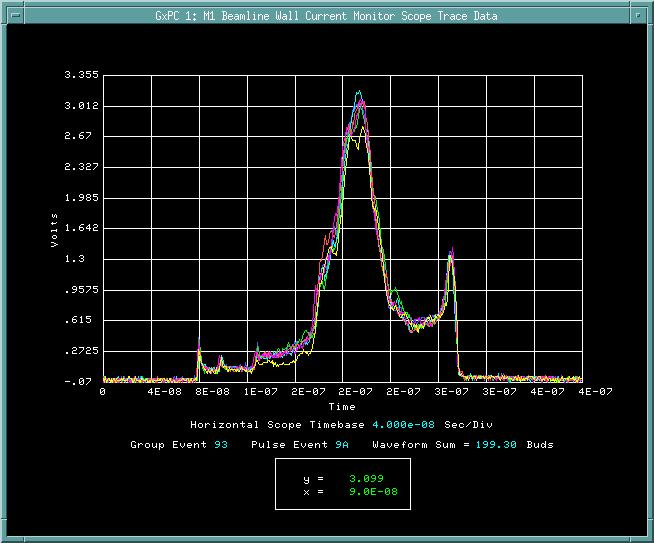 GxPC 1: M1 Beamline Wall Current Monitor Scope Trace Data
3.355
3.012
2.67
2.327
1.985
1.642
1.3
.9575
.615
.2725
-.07
Volts
0 4E-08 8E-08 1E-07 2E-07 2E-07 2E-07 3E-07 3E-07 4E-07 4E-07
Time
Horizontal Scope Timebase 4.000e-08 Sec/Div
Group Event 93 Pulse Event 9A Waveform Sum = 199.30 Buds
y = 3.099
x = 9.0E-08